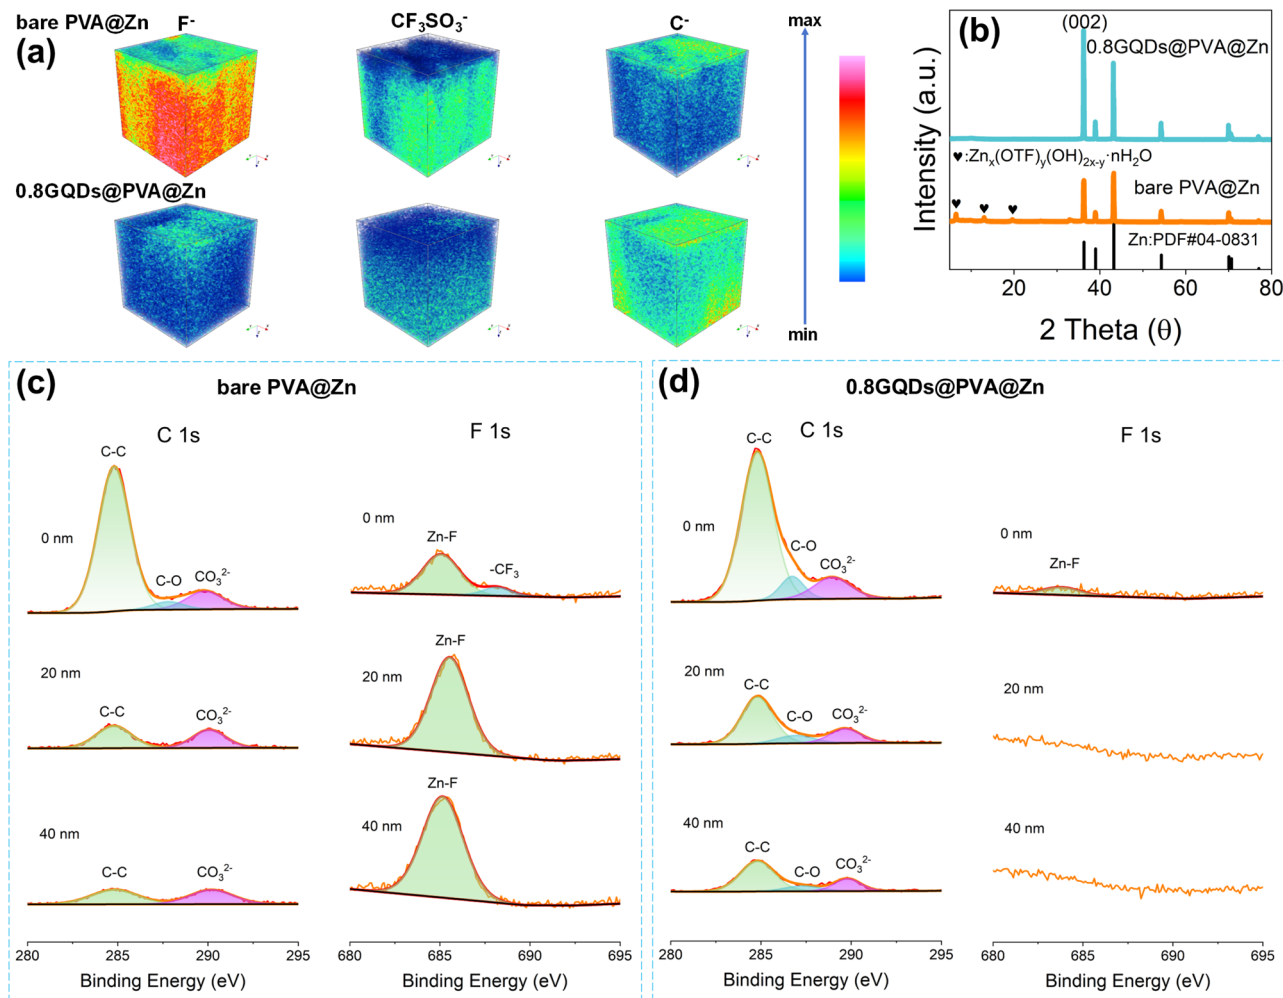 bare PVA@Zn F⁻ CF₃SO₃⁻ C⁻ max
(a)
0.8GQDs@PVA@Zn
min
(b)
(002)
0.8GQDs@PVA@Zn
♥:Znₓ(OTF)ᵧ(OH)₂ₓ₋ᵧ·nH₂O
bare PVA@Zn
Zn:PDF#04-0831
Intensity (a.u.)
20 40 60 80
2 Theta (θ)
(c)
bare PVA@Zn
C 1s
C-C
0 nm
C-O
CO₃²⁻
20 nm
C-C
CO₃²⁻
40 nm
C-C
CO₃²⁻
280 285 290 295
Binding Energy (eV)
F 1s
0 nm
Zn-F
-CF₃
Zn-F
20 nm
Zn-F
40 nm
680 685 690 695
Binding Energy (eV)
(d)
0.8GQDs@PVA@Zn
C 1s
C-C
0 nm
C-O
CO₃²⁻
20 nm
C-C
C-O
CO₃²⁻
40 nm
C-C
C-O
CO₃²⁻
280 285 290 295
Binding Energy (eV)
F 1s
0 nm
Zn-F
20 nm
40 nm
680 685 690 695
Binding Energy (eV)